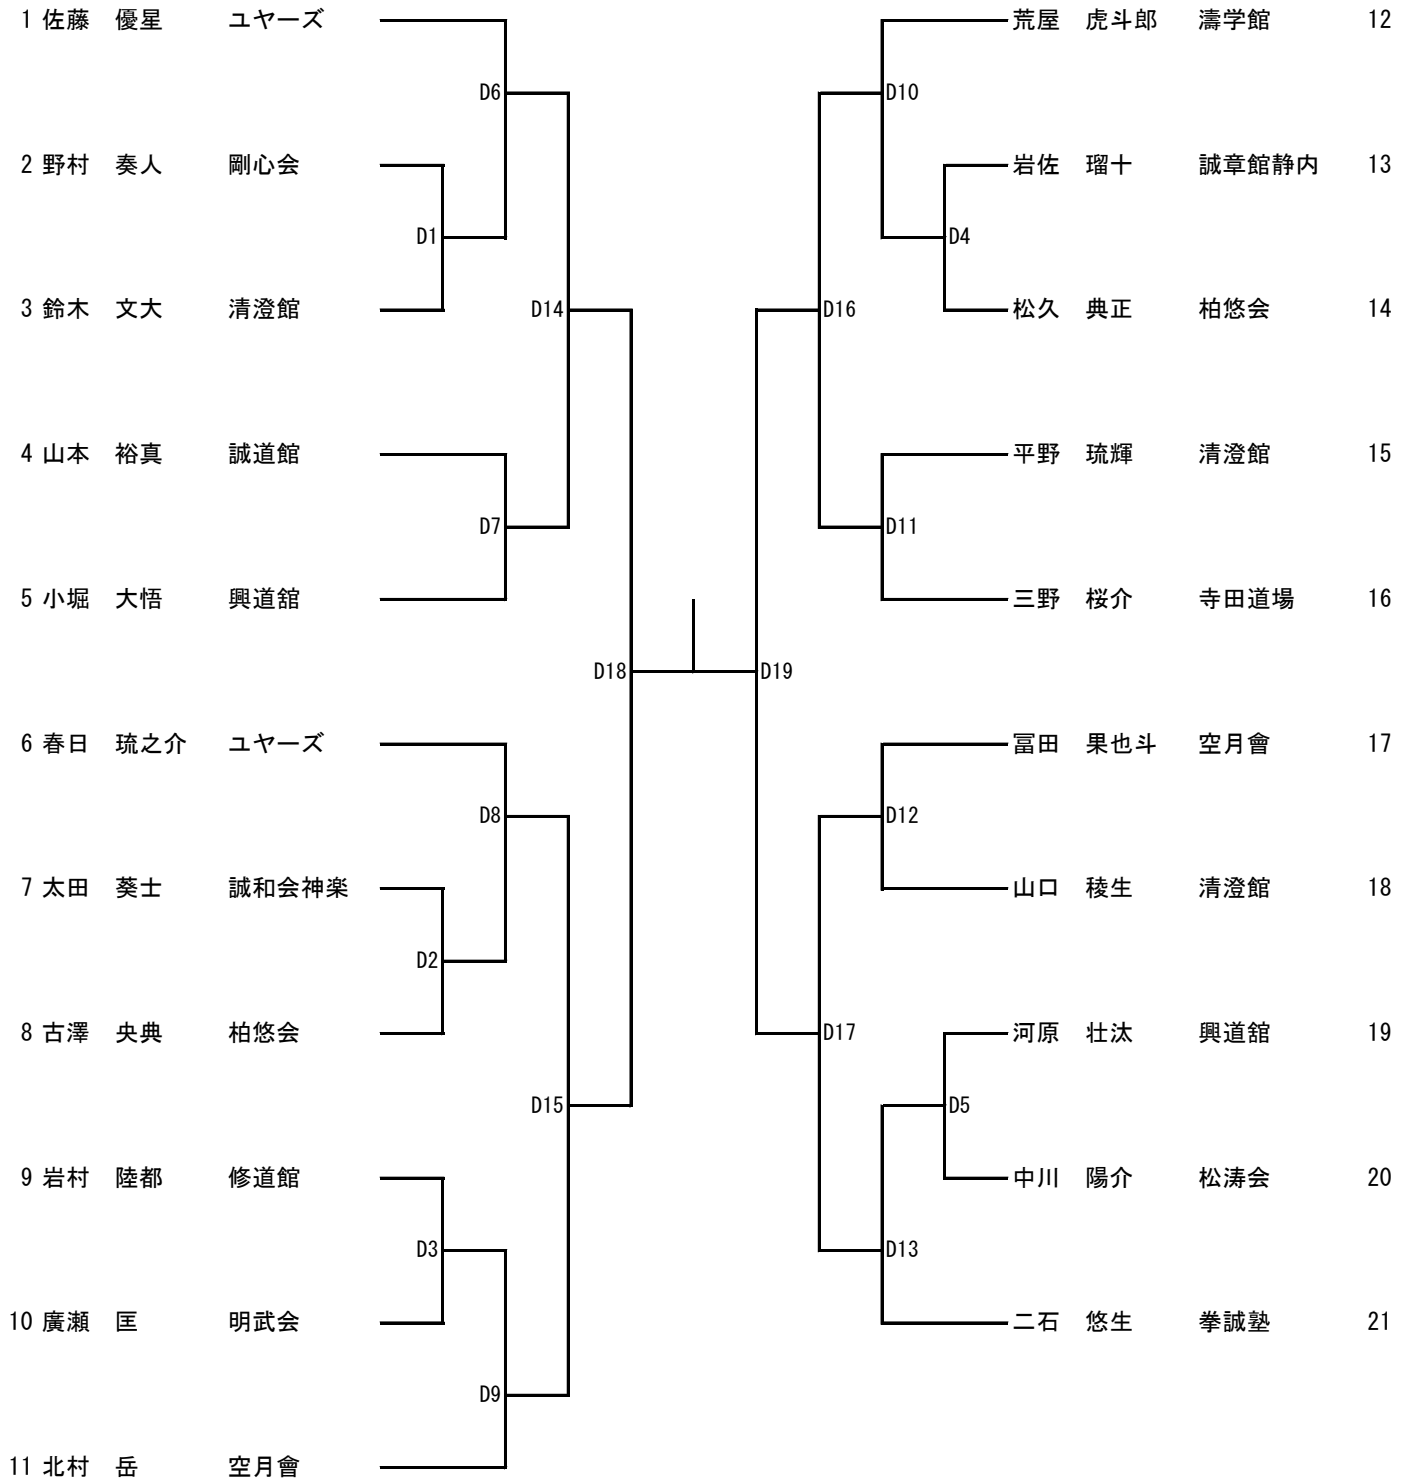 1 佐藤 優星 ユヤーズ
荒屋 虎斗郎 濤学館 12
D6
D10
2 野村 奏人 剛心会
岩佐 瑠十 誠章館静内 13
D1
D4
3 鈴木 文大 清澄館
D14
D16
松久 典正 柏悠会 14
4 山本 裕真 誠道館
平野 琉輝 清澄館 15
D7
D11
5 小堀 大悟 興道舘
三野 桜介 寺田道場 16
D18
D19
6 春日 琉之介 ユヤーズ
冨田 果也斗 空月會 17
D8
D12
7 太田 葵士 誠和会神楽
山口 稜生 清澄館 18
D2
8 古澤 央典 柏悠会
D17
河原 壮汰 興道舘 19
D15
D5
9 岩村 陸都 修道館
中川 陽介 松涛会 20
D3
D13
10 廣瀬 匡 明武会
二石 悠生 拳誠塾 21
D9
11 北村 岳 空月會